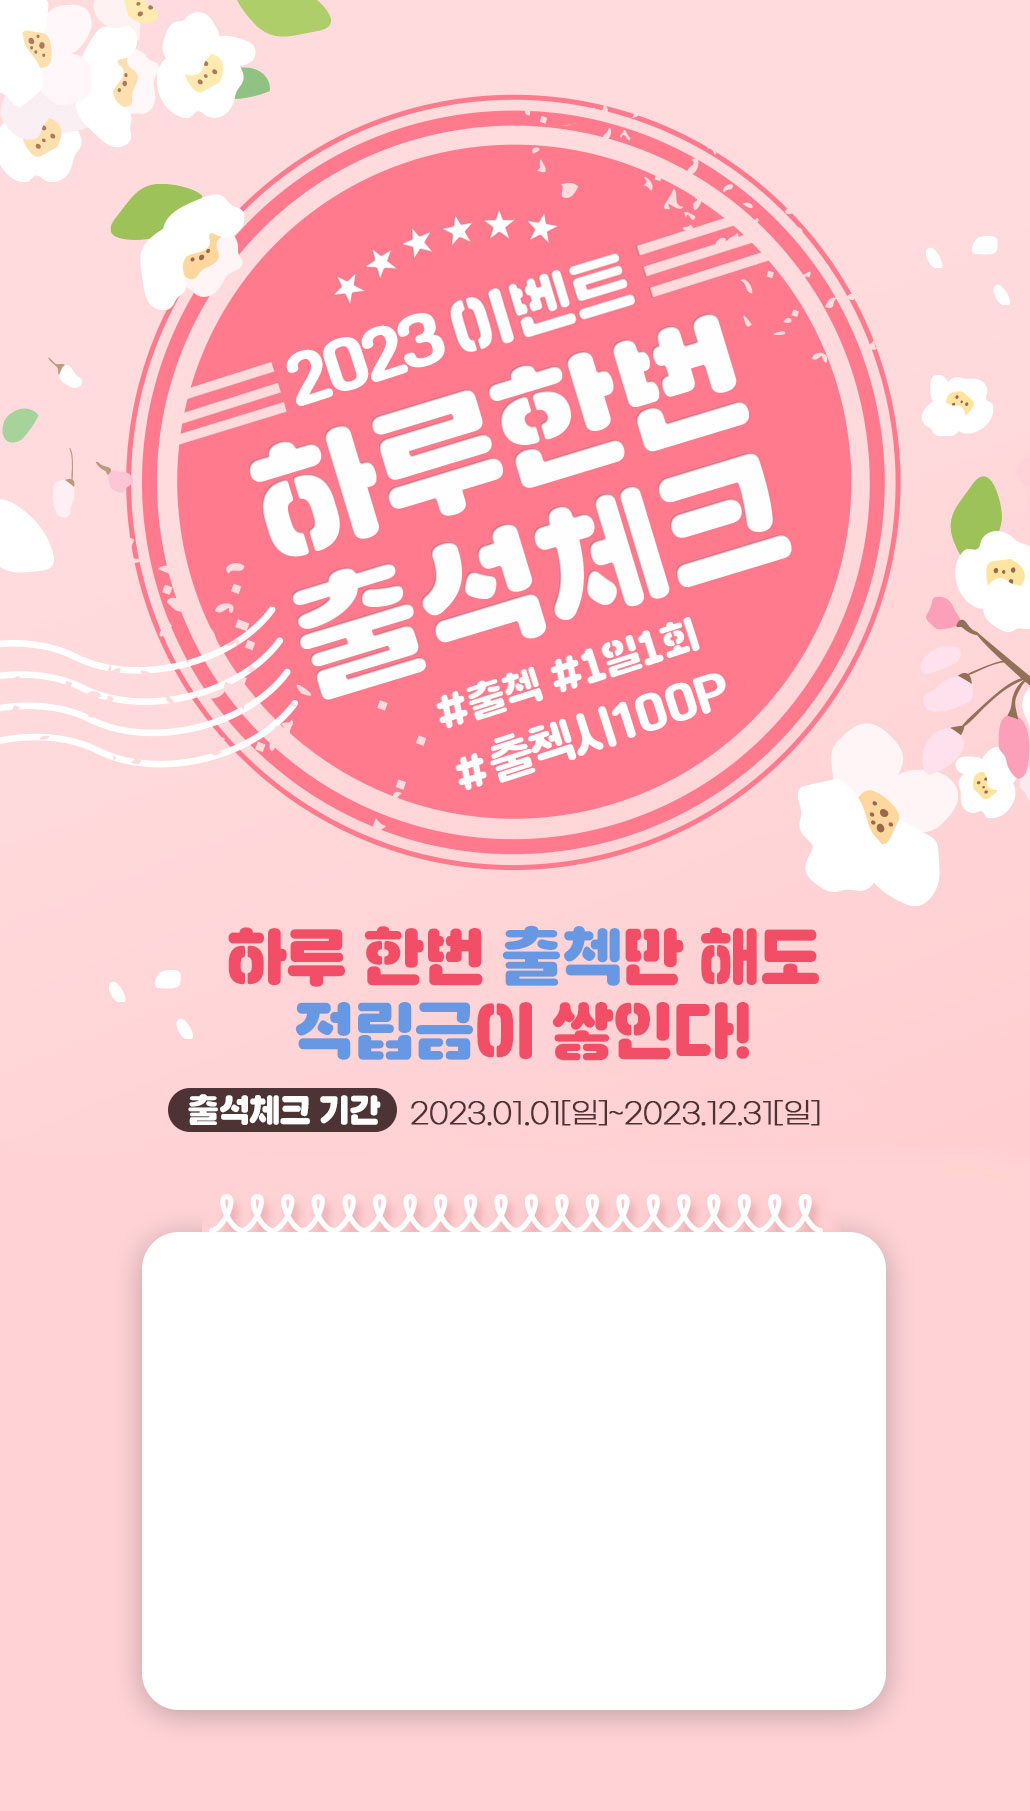 2023 이벤트
하루한번
출석체크
#출첵 #1일1회
#출첵시100P
하루 한번 출첵만 해도
적립금이 쌓인다!
출석체크 기간 2023.01.01[일]~2023.12.31[일]